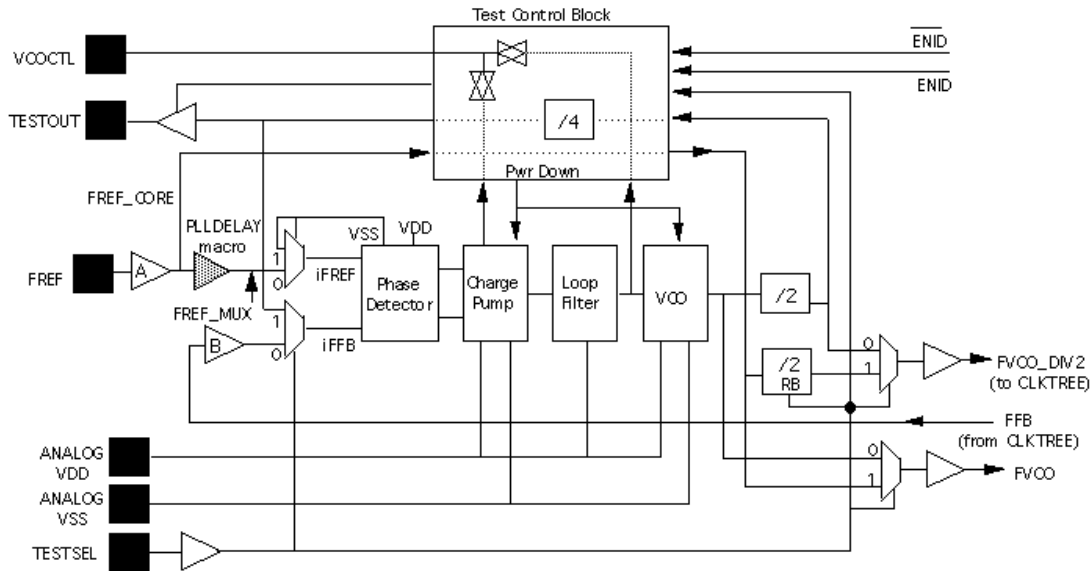 Test Control Block
VCOCTL
ENID
TESTOUT
ENID
/4
Pwr Down
FREF_CORE
PLLDELAY
macro
VSS
VDD
1
FREF
A
0
iFREF
Phase
Detector
Charge
Pump
Loop
Filter
VCO
/2
FREF_MUX
1
B
0
iFFB
/2
RB
0
1
FVCO_DIV2
(to CLKTREE)
FFB
(from CLKTREE)
ANALOG
VDD
0
1
FVCO
ANALOG
VSS
TESTSEL